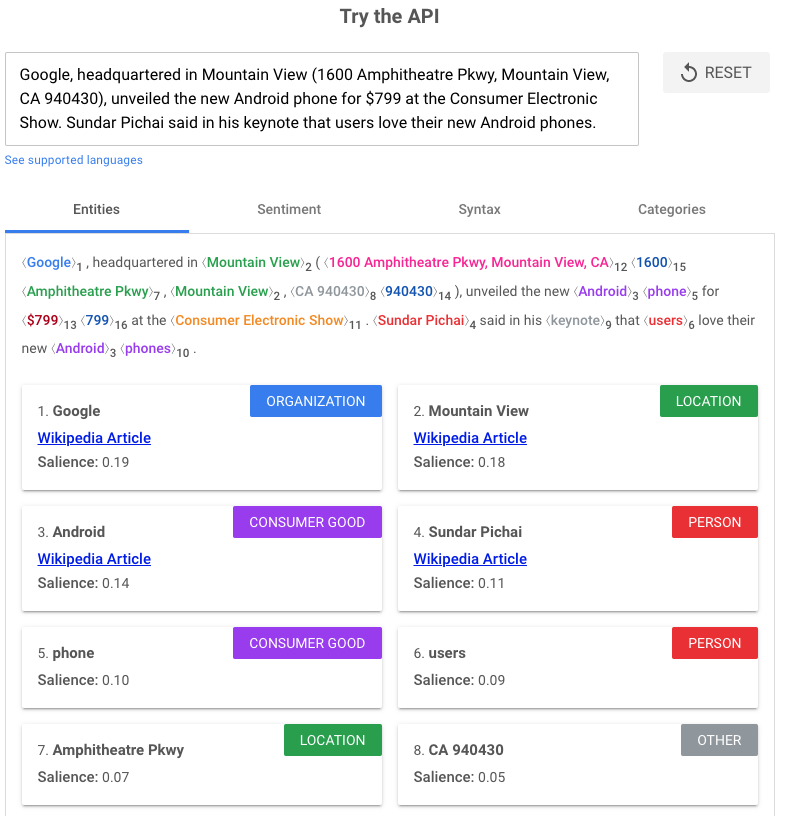 Try the API
Google, headquartered in Mountain View (1600 Amphitheatre Pkwy, Mountain View,
CA 940430), unveiled the new Android phone for $799 at the Consumer Electronic
Show. Sundar Pichai said in his keynote that users love their new Android phones.
RESET
See supported languages
Entities
Sentiment
Syntax
Categories
⟨Google⟩1 , headquartered in ⟨Mountain View⟩2 ( ⟨1600 Amphitheatre Pkwy, Mountain View, CA⟩12 ⟨1600⟩15
⟨Amphitheatre Pkwy⟩7 , ⟨Mountain View⟩2 , ⟨CA 940430⟩8 ⟨940430⟩14 ), unveiled the new ⟨Android⟩3 ⟨phone⟩5 for
⟨$799⟩13 ⟨799⟩16 at the ⟨Consumer Electronic Show⟩11 . ⟨Sundar Pichai⟩4 said in his ⟨keynote⟩9 that ⟨users⟩6 love their
new ⟨Android⟩3 ⟨phones⟩10 .
1. Google
ORGANIZATION
Wikipedia Article
Salience: 0.19
2. Mountain View
LOCATION
Wikipedia Article
Salience: 0.18
3. Android
CONSUMER GOOD
Wikipedia Article
Salience: 0.14
4. Sundar Pichai
PERSON
Wikipedia Article
Salience: 0.11
5. phone
CONSUMER GOOD
Salience: 0.10
6. users
PERSON
Salience: 0.09
7. Amphitheatre Pkwy
LOCATION
Salience: 0.07
8. CA 940430
OTHER
Salience: 0.05